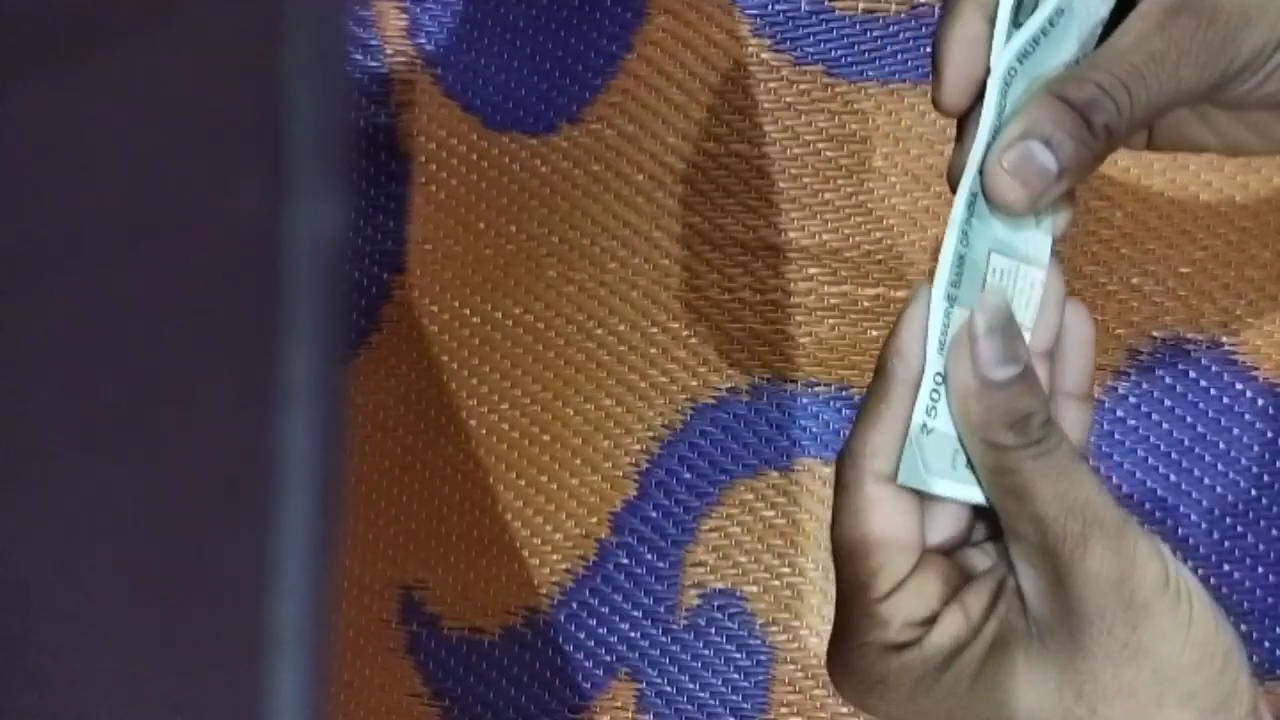 ₹500 RESERVE BANK OF INDIA
HUNDRED RUPEES